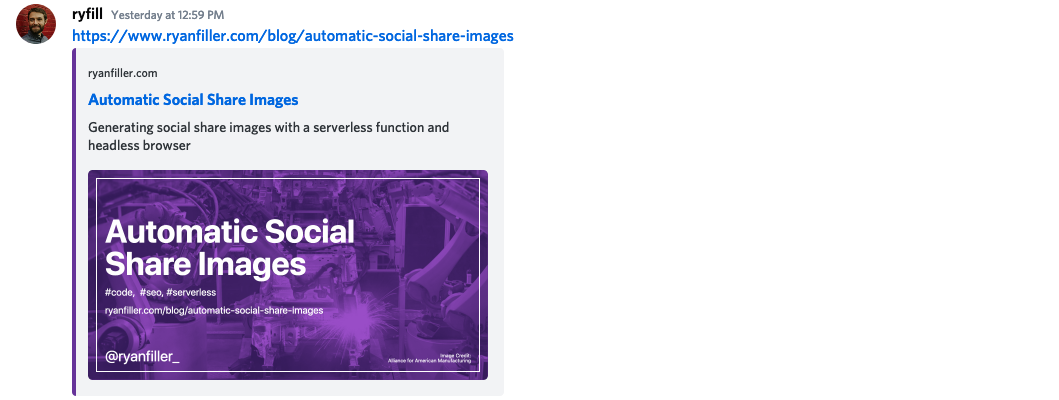 ryfill Yesterday at 12:59 PM
https://www.ryanfiller.com/blog/automatic-social-share-images
ryanfiller.com
Automatic Social Share Images
Generating social share images with a serverless function and
headless browser
Automatic Social
Share Images
#code, #seo, #serverless
ryanfiller.com/blog/automatic-social-share-images
@ryanfiller_
Image Credit:
Alliance for American Manufacturing